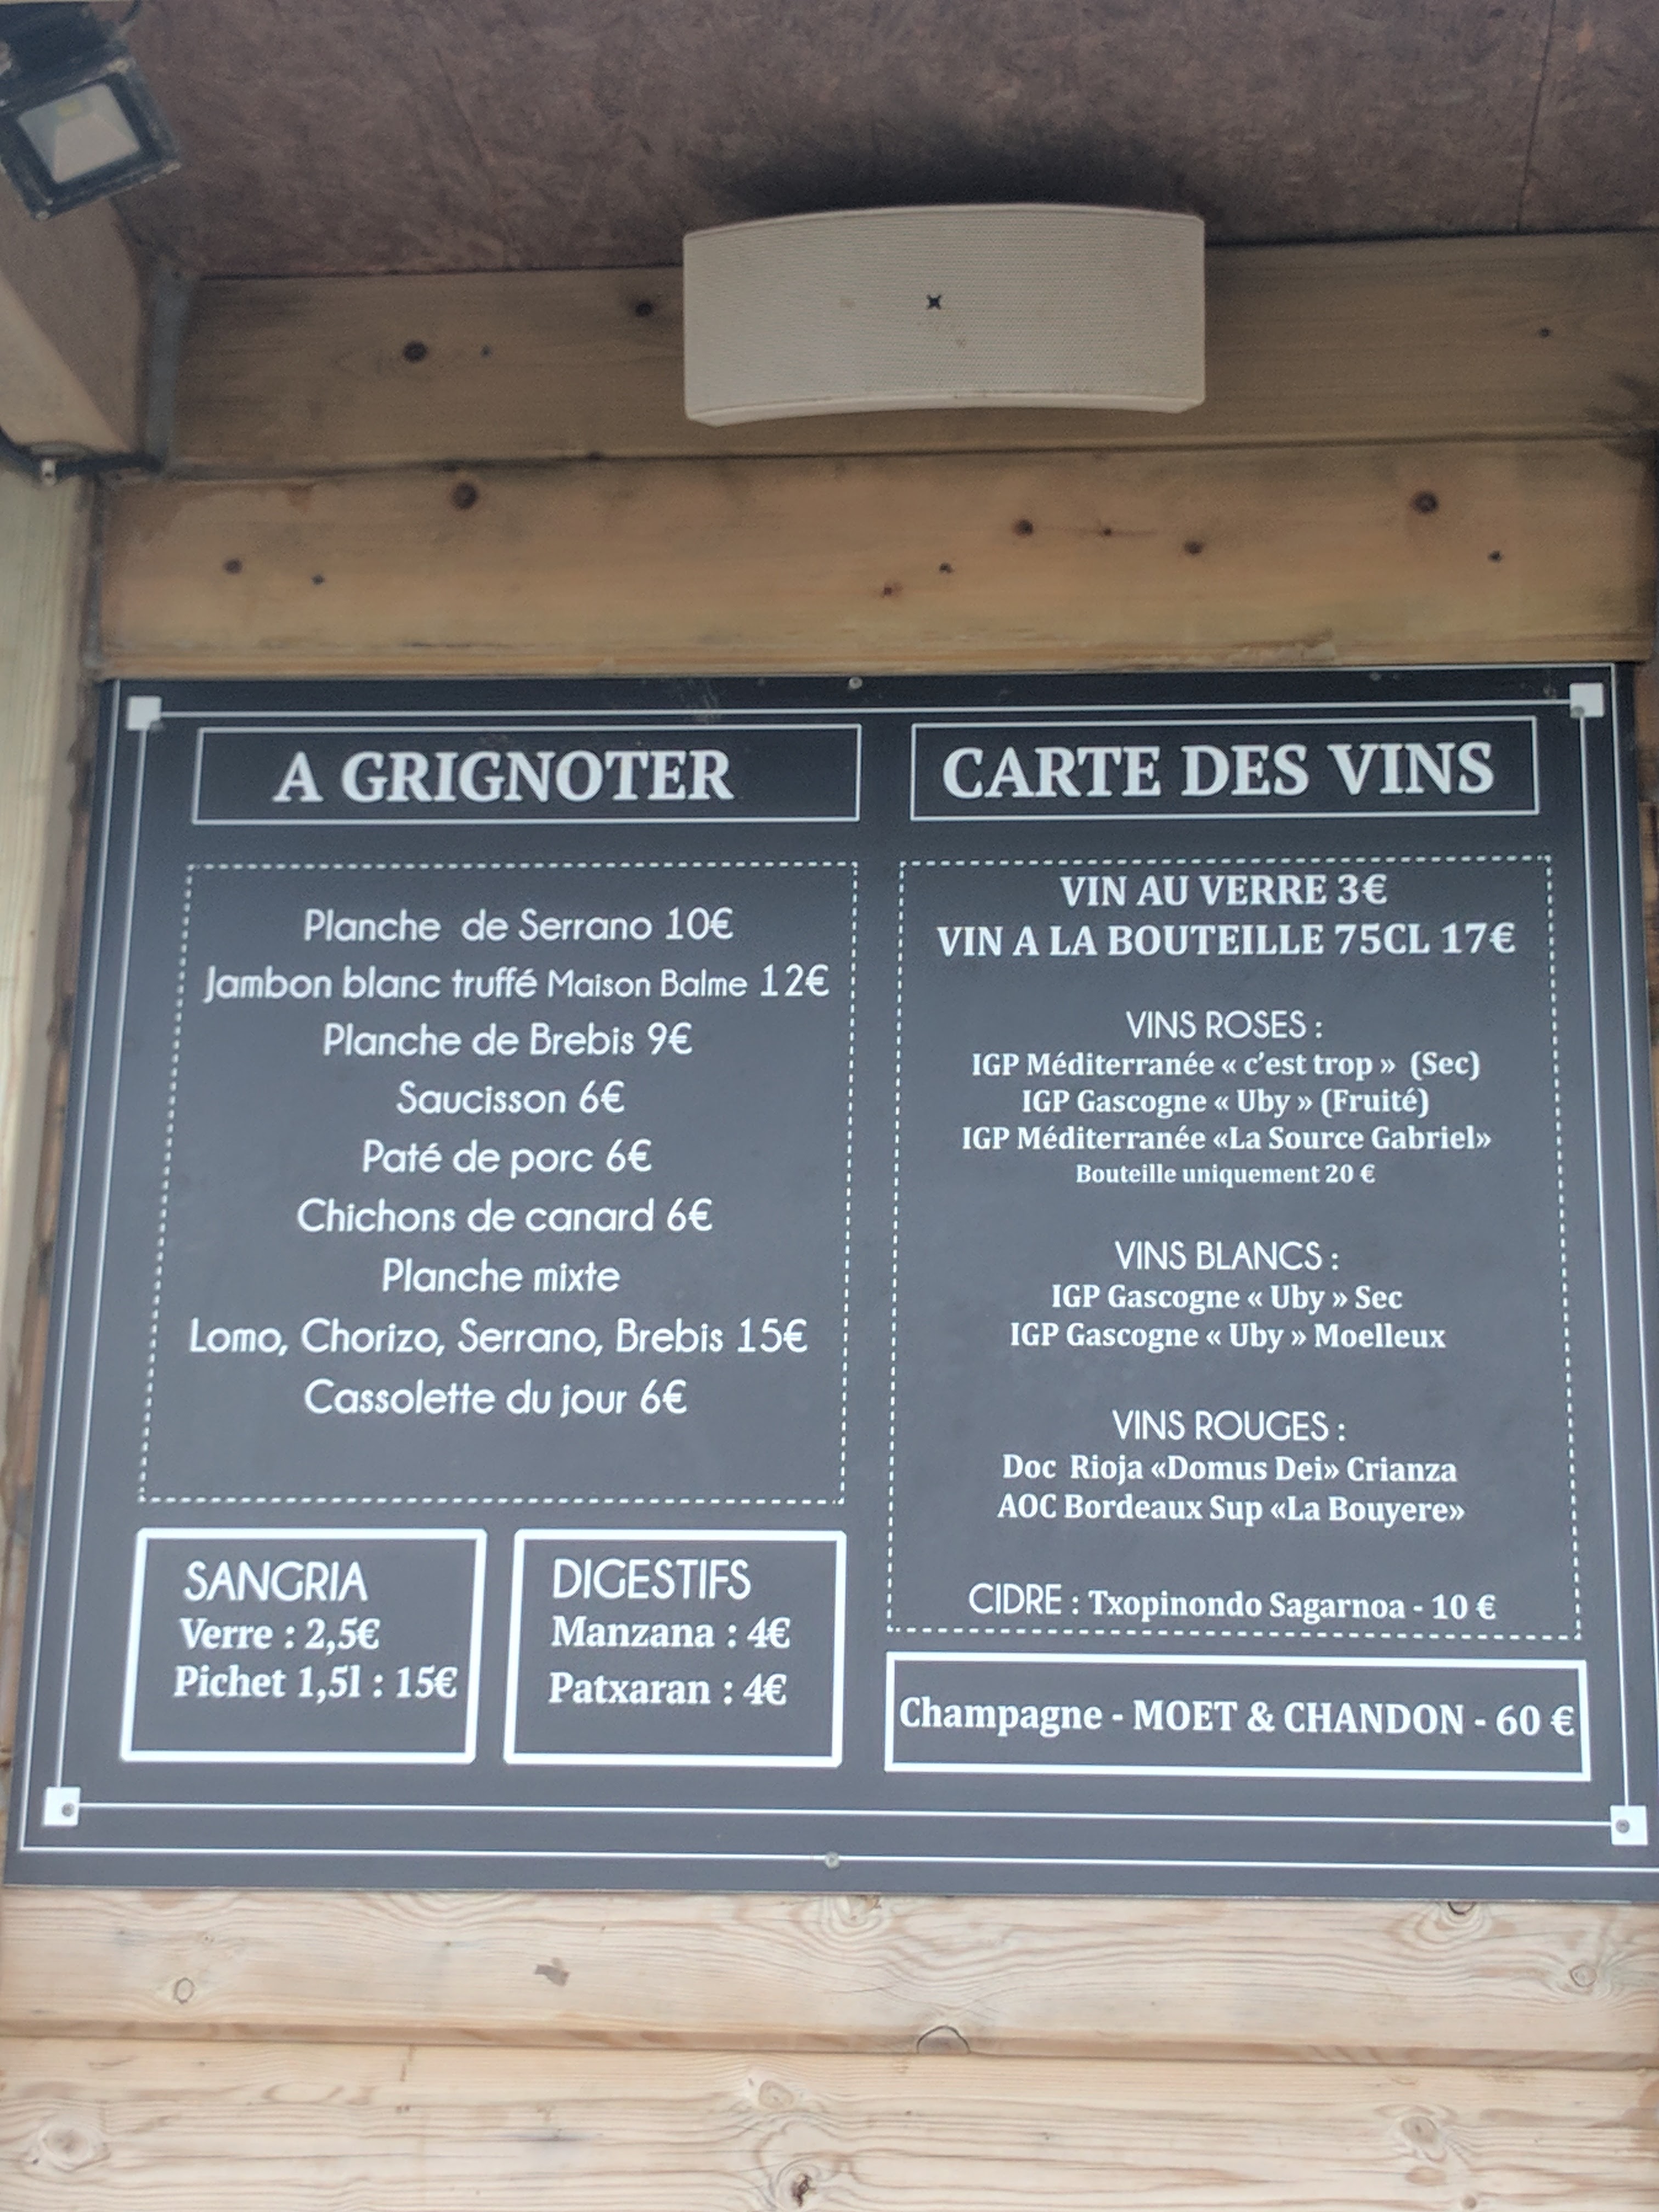 A GRIGNOTER
Planche de Serrano 10€
Jambon blanc truffé Maison Balme 12€
Planche de Brebis 9€
Saucisson 6€
Paté de porc 6€
Chichons de canard 6€
Planche mixte
Lomo, Chorizo, Serrano, Brebis 15€
Cassolette du jour 6€
SANGRIA
Verre : 2,5€
Pichet 1,5l : 15€
DIGESTIFS
Manzana : 4€
Patxaran : 4€
CARTE DES VINS
VIN AU VERRE 3€
VIN A LA BOUTEILLE 75CL 17€
VINS ROSES :
IGP Méditerranée « c'est trop » (Sec)
IGP Gascogne « Uby » (Fruité)
IGP Méditerranée «La Source Gabriel»
Bouteille uniquement 20 €
VINS BLANCS :
IGP Gascogne « Uby » Sec
IGP Gascogne « Uby » Moelleux
VINS ROUGES :
Doc Rioja «Domus Dei» Crianza
AOC Bordeaux Sup «La Bouyere»
CIDRE : Txopinondo Sagarnoa - 10 €
Champagne - MOET & CHANDON - 60 €